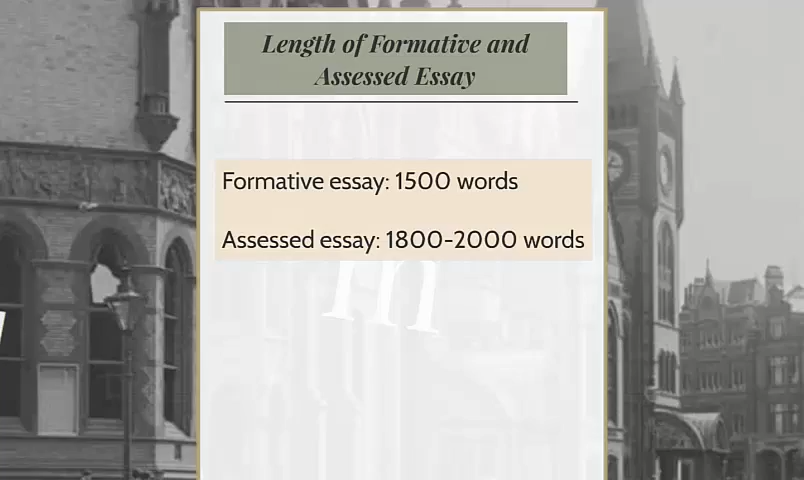 Length of Formative and
Assessed Essay
Formative essay: 1500 words
Assessed essay: 1800-2000 words
m